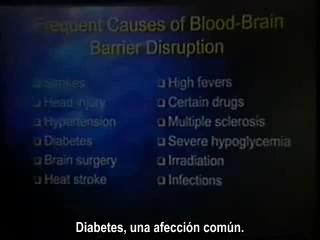 Frequent Causes of Blood-Brain
Barrier Disruption
Strokes
Head injury
Hypertension
Diabetes
Brain surgery
Heat stroke
High fevers
Certain drugs
Multiple sclerosis
Severe hypoglycemia
Irradiation
Infections
Diabetes, una afección común.